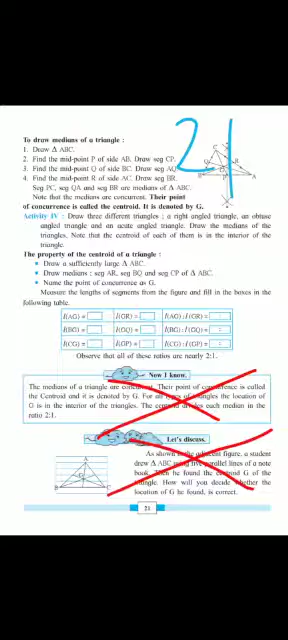 21
To draw medians of a triangle :
1. Draw Δ ABC.
2. Find the mid-point P of side AB. Draw seg CP.
3. Find the mid-point Q of side BC. Draw seg AQ
4. Find the mid-point R of side AC. Draw seg BR.
Seg PC, seg QA and seg BR are medians of Δ ABC.
Note that the medians are concurrent. Their point
of concurrence is called the centroid. It is denoted by G.
Activity IV : Draw three different triangles ; a right angled triangle, an obtuse
angled triangle and an acute angled triangle. Draw the medians of the
triangles. Note that the centroid of each of them is in the interior of the
triangle.
The property of the centroid of a triangle :
• Draw a sufficiently large Δ ABC.
• Draw medians ; seg AR, seg BQ and seg CP of Δ ABC.
• Name the point of concurrence as G.
Measure the lengths of segments from the figure and fill in the boxes in the
following table.
l(AG) = l(GR) = l(AG) : l(GR) = :
l(BG) = l(GQ) = l(BG) : l(GQ) = :
l(CG) = l(GP) = l(CG) : l(GP) = :
Observe that all of these ratios are nearly 2:1.
Now I know.
The medians of a triangle are concurrent. Their point of concurrence is called
the Centroid and it is denoted by G. For all types of triangles the location of
G is in the interior of the triangles. The centroid divides each median in the
ratio 2:1.
Let's discuss.
As shown in the adjacent figure, a student
drew Δ ABC using five parallel lines of a note
book. Then he found the centroid G of the
triangle. How will you decide whether the
location of G he found, is correct.
A
B
C
21